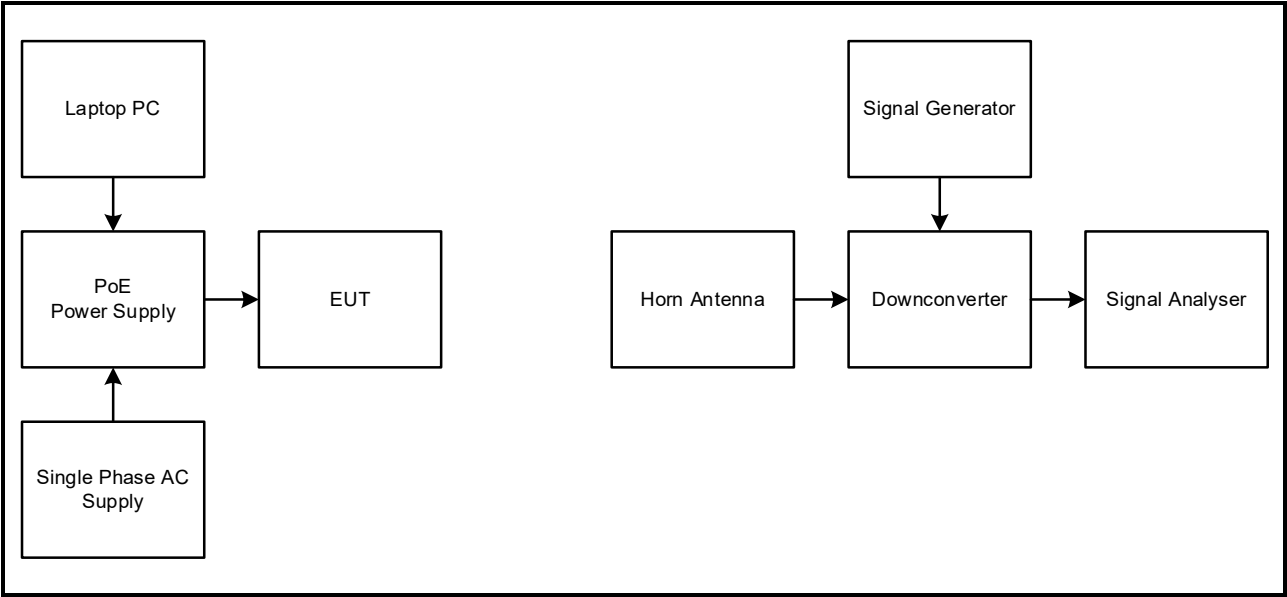 Laptop PC
Signal Generator
PoE
Power Supply
EUT
Horn Antenna
Downconverter
Signal Analyser
Single Phase AC
Supply